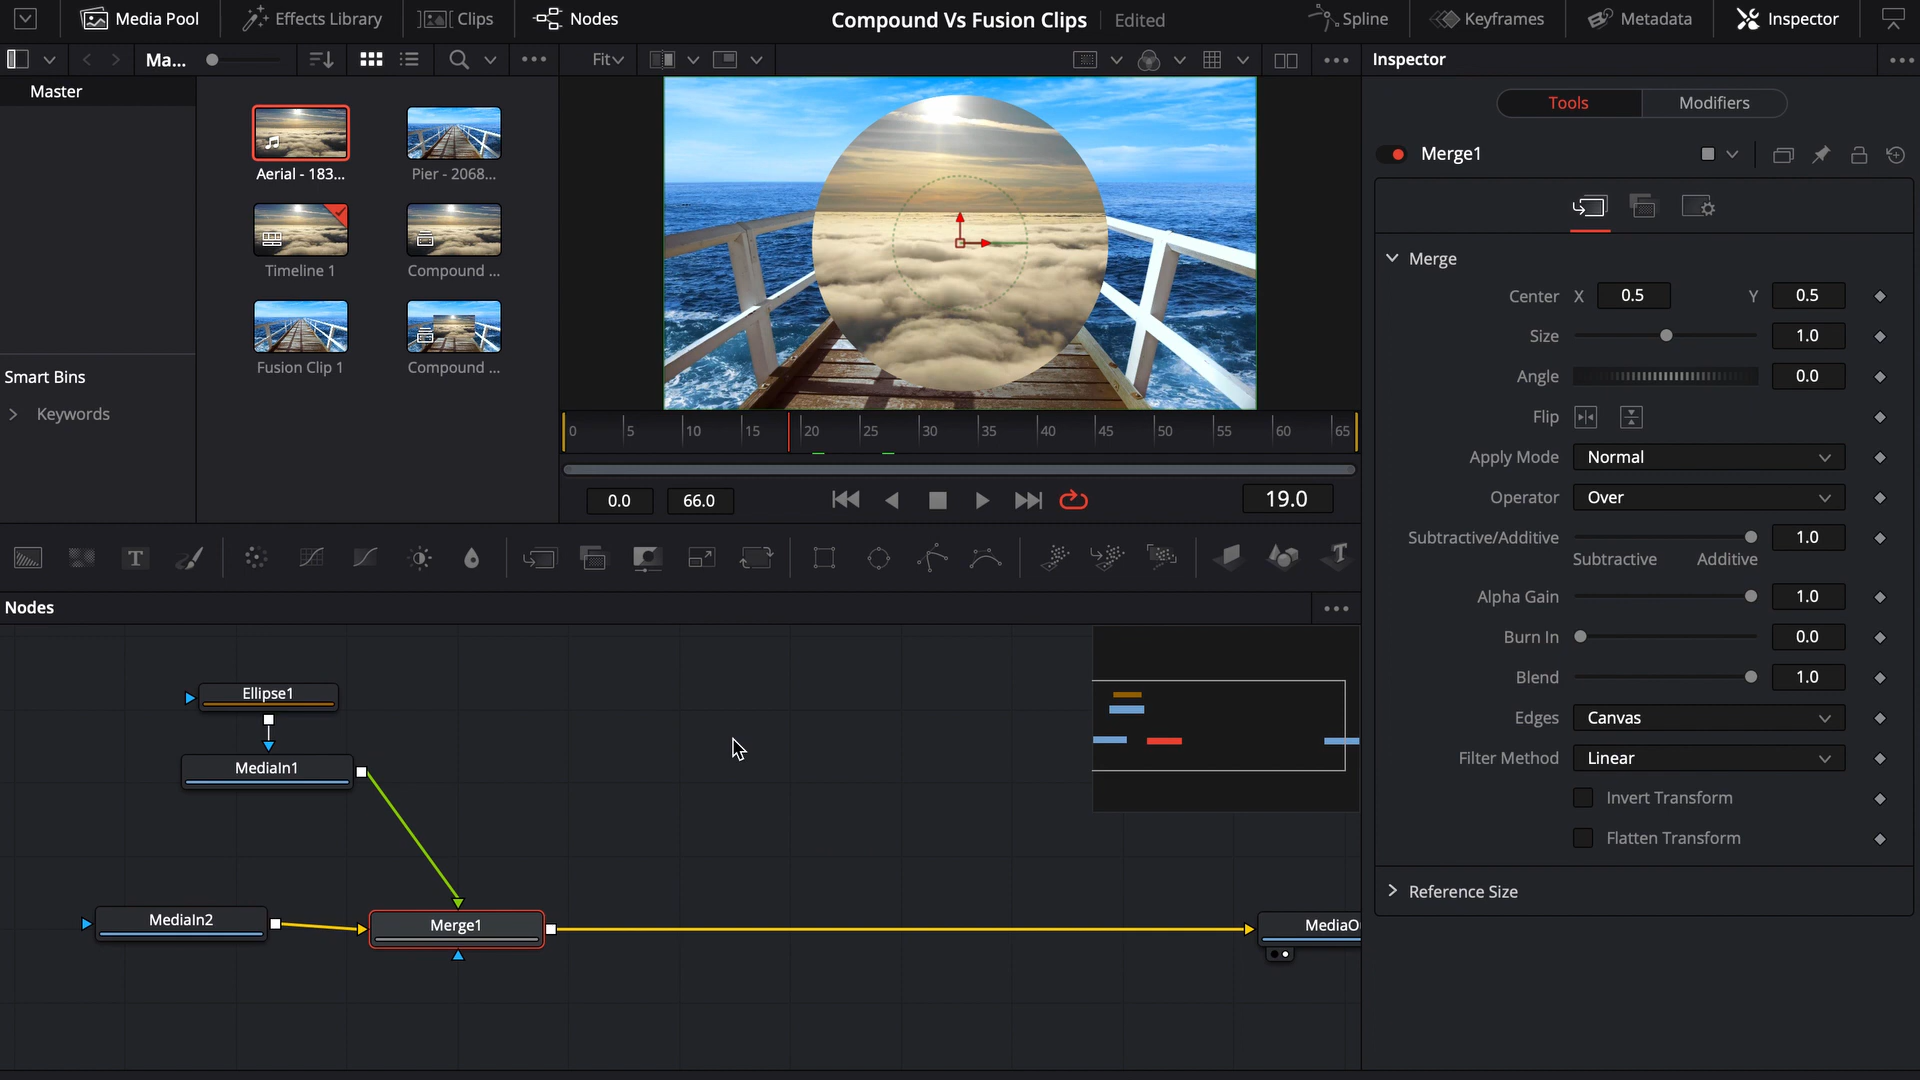 Media Pool Effects Library Clips Nodes Compound Vs Fusion Clips Edited Spline Keyframes Metadata Inspector
Ma... Fit Inspector
Master
Tools Modifiers
Aerial - 183... Pier - 2068...
Merge1
Timeline 1 Compound ...
Merge
Center X 0.5 Y 0.5
Size 1.0
Fusion Clip 1 Compound ...
Smart Bins
Angle 0.0
Keywords
Flip
0 5 10 15 20 25 30 35 40 45 50 55 60 65
Apply Mode Normal
0.0 66.0 19.0
Operator Over
Subtractive/Additive 1.0
Subtractive Additive
T T
Alpha Gain 1.0
Nodes
Burn In 0.0
Blend 1.0
Ellipse1
Edges Canvas
MediaIn1
Filter Method Linear
Invert Transform
Flatten Transform
Reference Size
MediaIn2 Merge1 MediaO